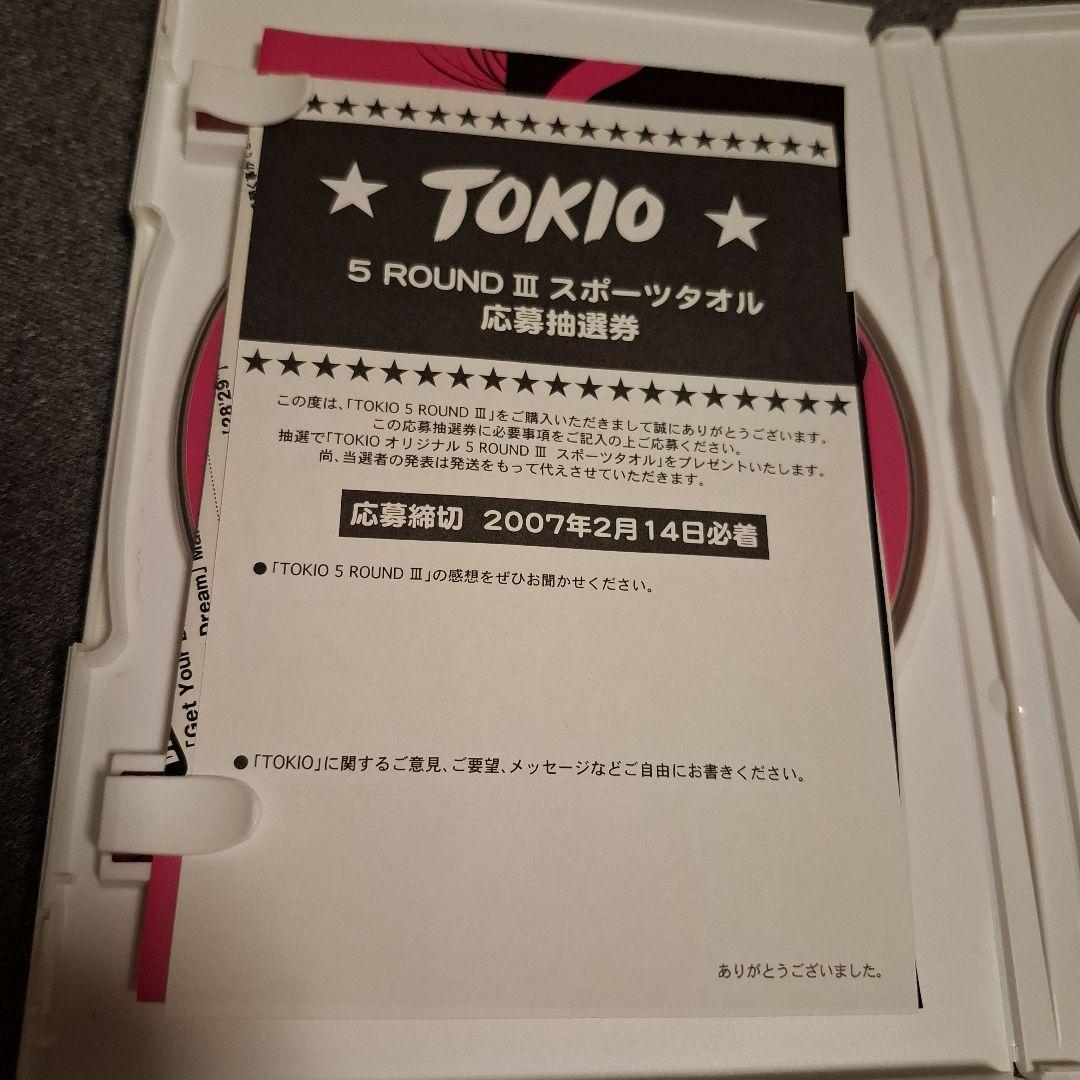 ★★★★★★★★★★★★★★★★★★
★ TOKIO ★
5 ROUND Ⅲ スポーツタオル
応募抽選券
★★★★★★★★★★★★★★★★★★★
この度は、「TOKIO 5 ROUND Ⅲ」をご購入いただきまして誠にありがとうございます。
この応募抽選券に必要事項をご記入の上ご応募ください。
抽選で「TOKIO オリジナル 5 ROUND Ⅲ スポーツタオル」をプレゼントいたします。
尚、当選者の発表は発送をもって代えさせていただきます。
応募締切 2007年2月14日必着
●「TOKIO 5 ROUND Ⅲ」の感想をぜひお聞かせください。
●「TOKIO」に関するご意見、ご要望、メッセージなどご自由にお書きください。
ありがとうございました。
'28'29
「Get Your
Dream」